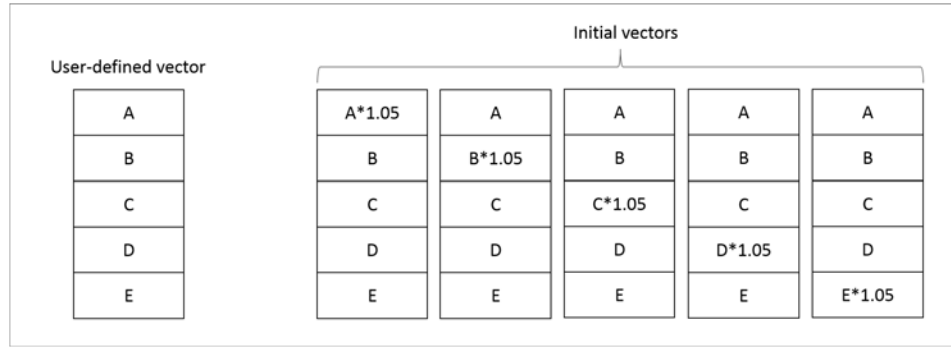 Initial vectors
User-defined vector
A A*1.05 A A A A
B B B*1.05 B B B
C C C C*1.05 C C
D D D D D*1.05 D
E E E E E E*1.05